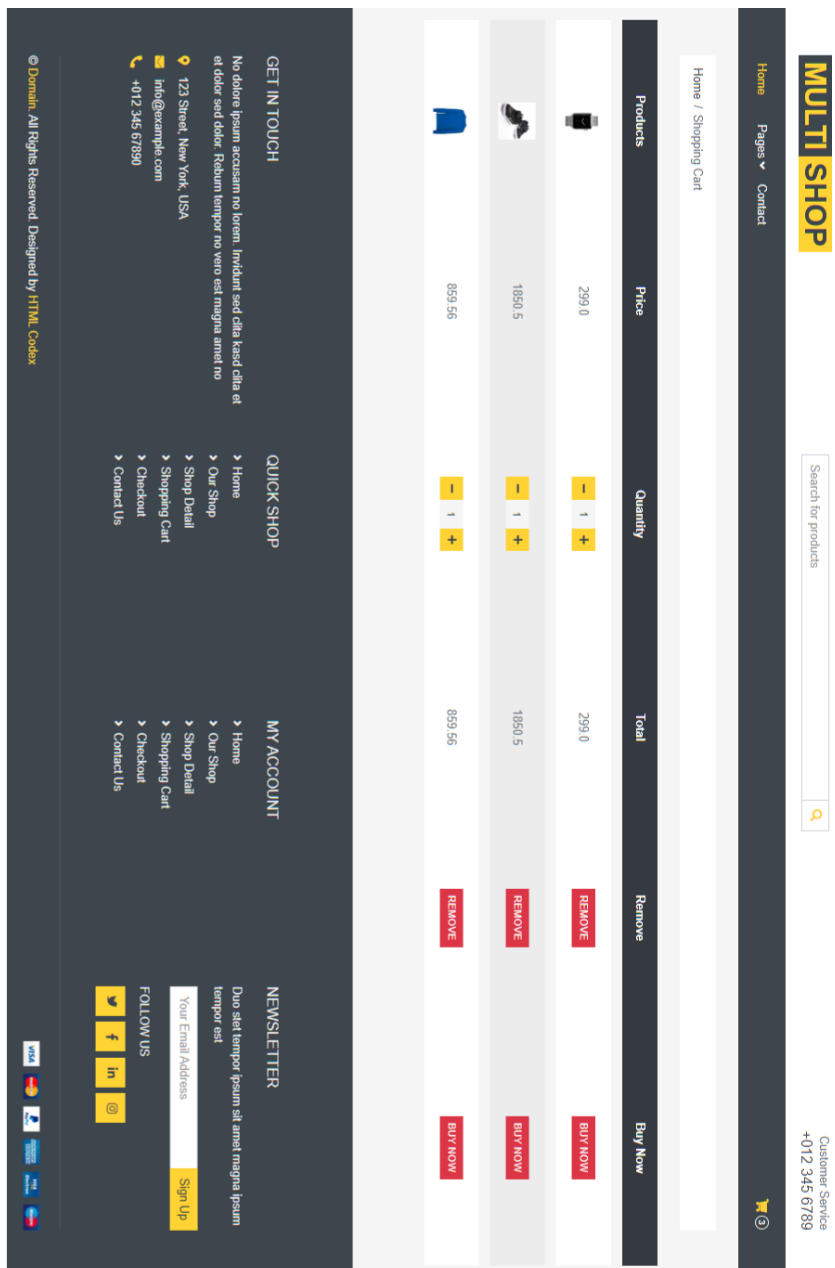 MULTI SHOP
Search for products
Customer Service
+012 345 6789
Home Pages Contact
3
Home / Shopping Cart
Products Price Quantity Total Remove Buy Now
299.0 - 1 + 299.0 REMOVE BUY NOW
1850.5 - 1 + 1850.5 REMOVE BUY NOW
859.56 - 1 + 859.56 REMOVE BUY NOW
GET IN TOUCH
No dolore ipsum accusam no lorem. Invidunt sed clita kasd clita et
et dolor sed dolor. Rebum tempor no vero est magna amet no
123 Street, New York, USA
info@example.com
+012 345 67890
QUICK SHOP
Home
Our Shop
Shop Detail
Shopping Cart
Checkout
Contact Us
MY ACCOUNT
Home
Our Shop
Shop Detail
Shopping Cart
Checkout
Contact Us
NEWSLETTER
Duo stet tempor ipsum sit amet magna ipsum
tempor est
Your Email Address Sign Up
FOLLOW US
© Domain. All Rights Reserved. Designed by HTML Codex
VISA